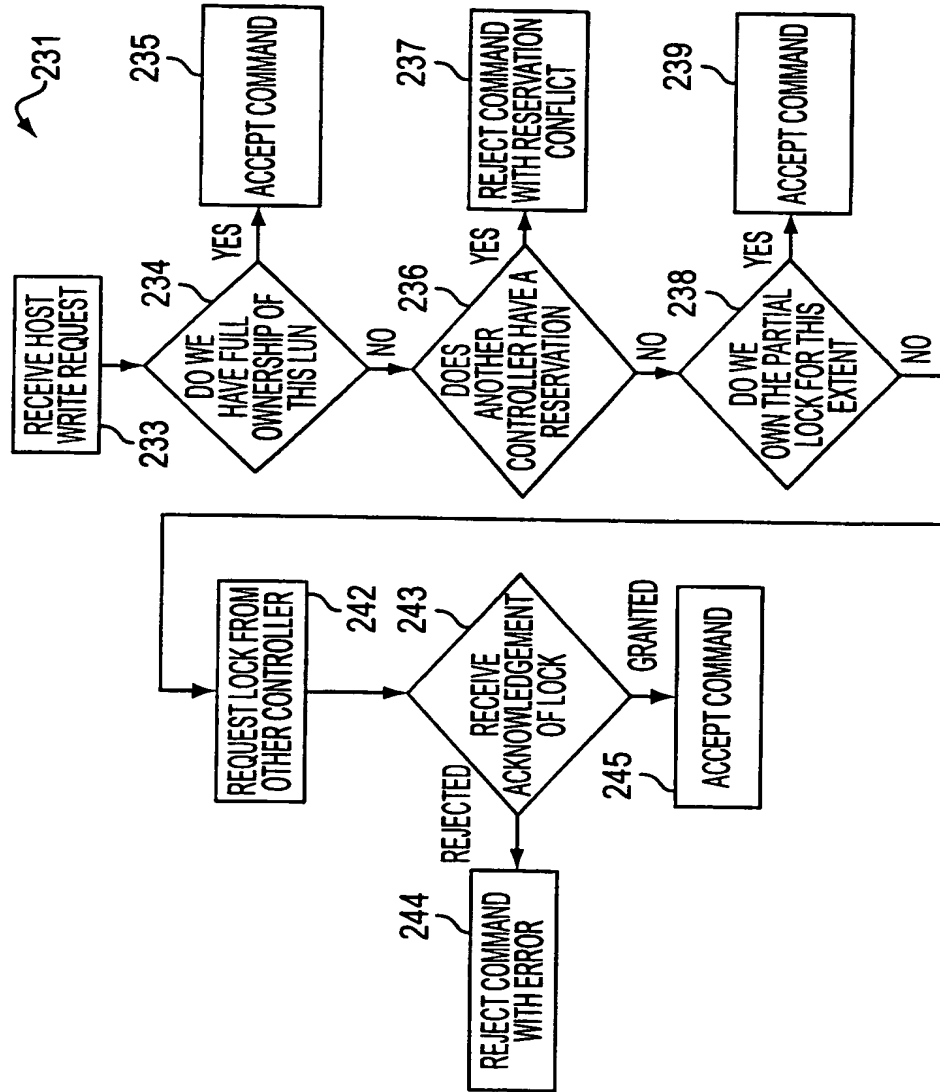 231
RECEIVE HOST
WRITE REQUEST
233
DO WE
HAVE FULL
OWNERSHIP OF
THIS LUN
234
YES
ACCEPT COMMAND
235
NO
DOES
ANOTHER
CONTROLLER HAVE A
RESERVATION
236
YES
REJECT COMMAND
WITH RESERVATION
CONFLICT
237
NO
DO WE
OWN THE PARTIAL
LOCK FOR THIS
EXTENT
238
YES
ACCEPT COMMAND
239
NO
REQUEST LOCK FROM
OTHER CONTROLLER
242
RECEIVE
ACKNOWLEDGEMENT
OF LOCK
243
REJECTED
REJECT COMMAND
WITH ERROR
244
GRANTED
ACCEPT COMMAND
245